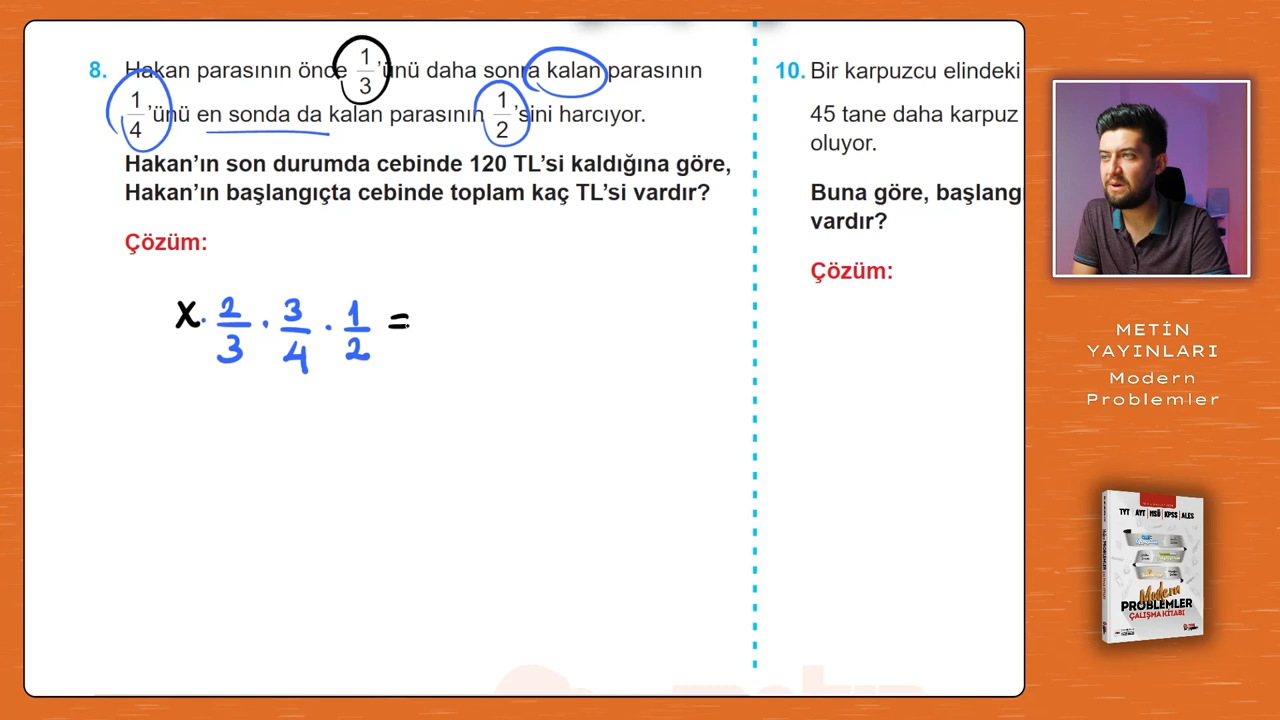 8. Hakan parasının önce 1/3'ünü daha sonra kalan parasının
1/4'ünü en sonda da kalan parasının 1/2'sini harcıyor.
Hakan'ın son durumda cebinde 120 TL'si kaldığına göre,
Hakan'ın başlangıçta cebinde toplam kaç TL'si vardır?
Çözüm:
x · 2/3 · 3/4 · 1/2 =
10. Bir karpuzcu elindeki
45 tane daha karpuz
oluyor.
Buna göre, başlangı
vardır?
Çözüm:
METİN
YAYINLARI
Modern
Problemler
TYT AYT MSÜ KPSS ALES
Modern
PROBLEMLER
ÇALIŞMA KİTABI